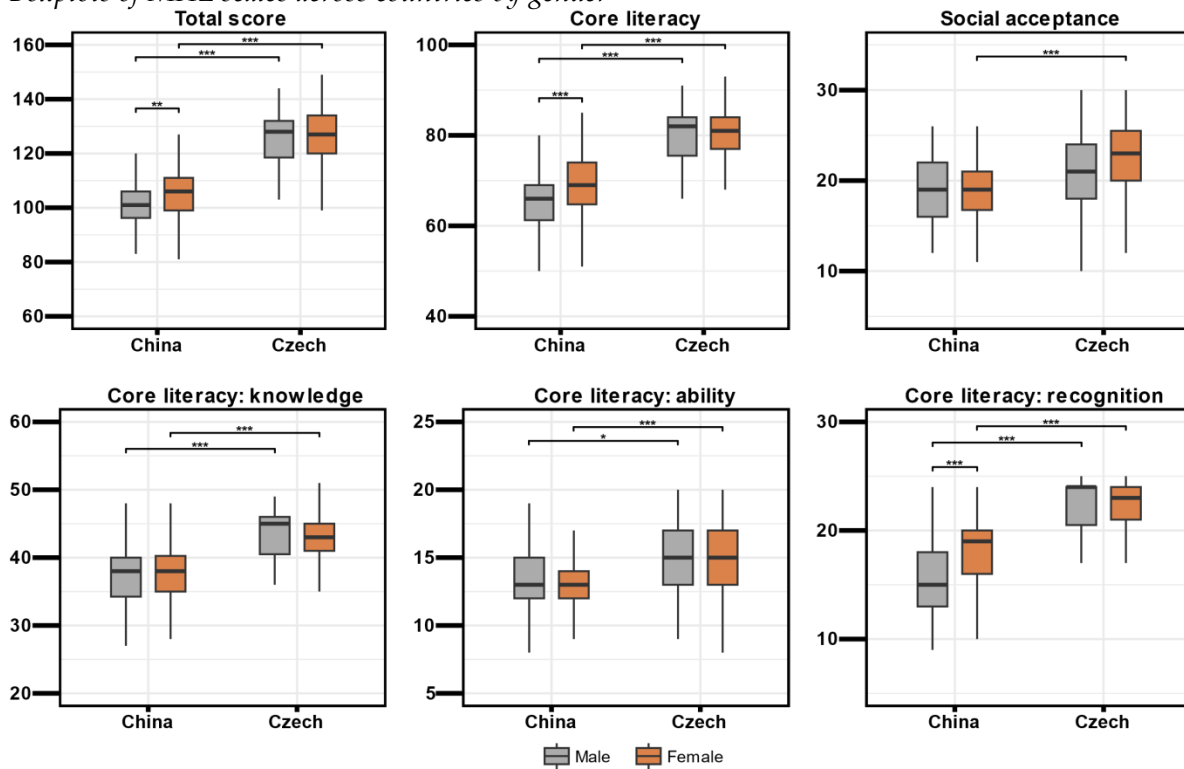 Boxplots of MHL scales across countries by gender
Total score
160
140
120
100
80
60
***
***
**
China
Czech
Core literacy
100
80
60
40
***
***
***
China
Czech
Social acceptance
30
20
10
***
China
Czech
Core literacy: knowledge
60
50
40
30
20
***
***
China
Czech
Core literacy: ability
25
20
15
10
5
***
*
China
Czech
Core literacy: recognition
30
20
10
***
***
***
China
Czech
Male
Female